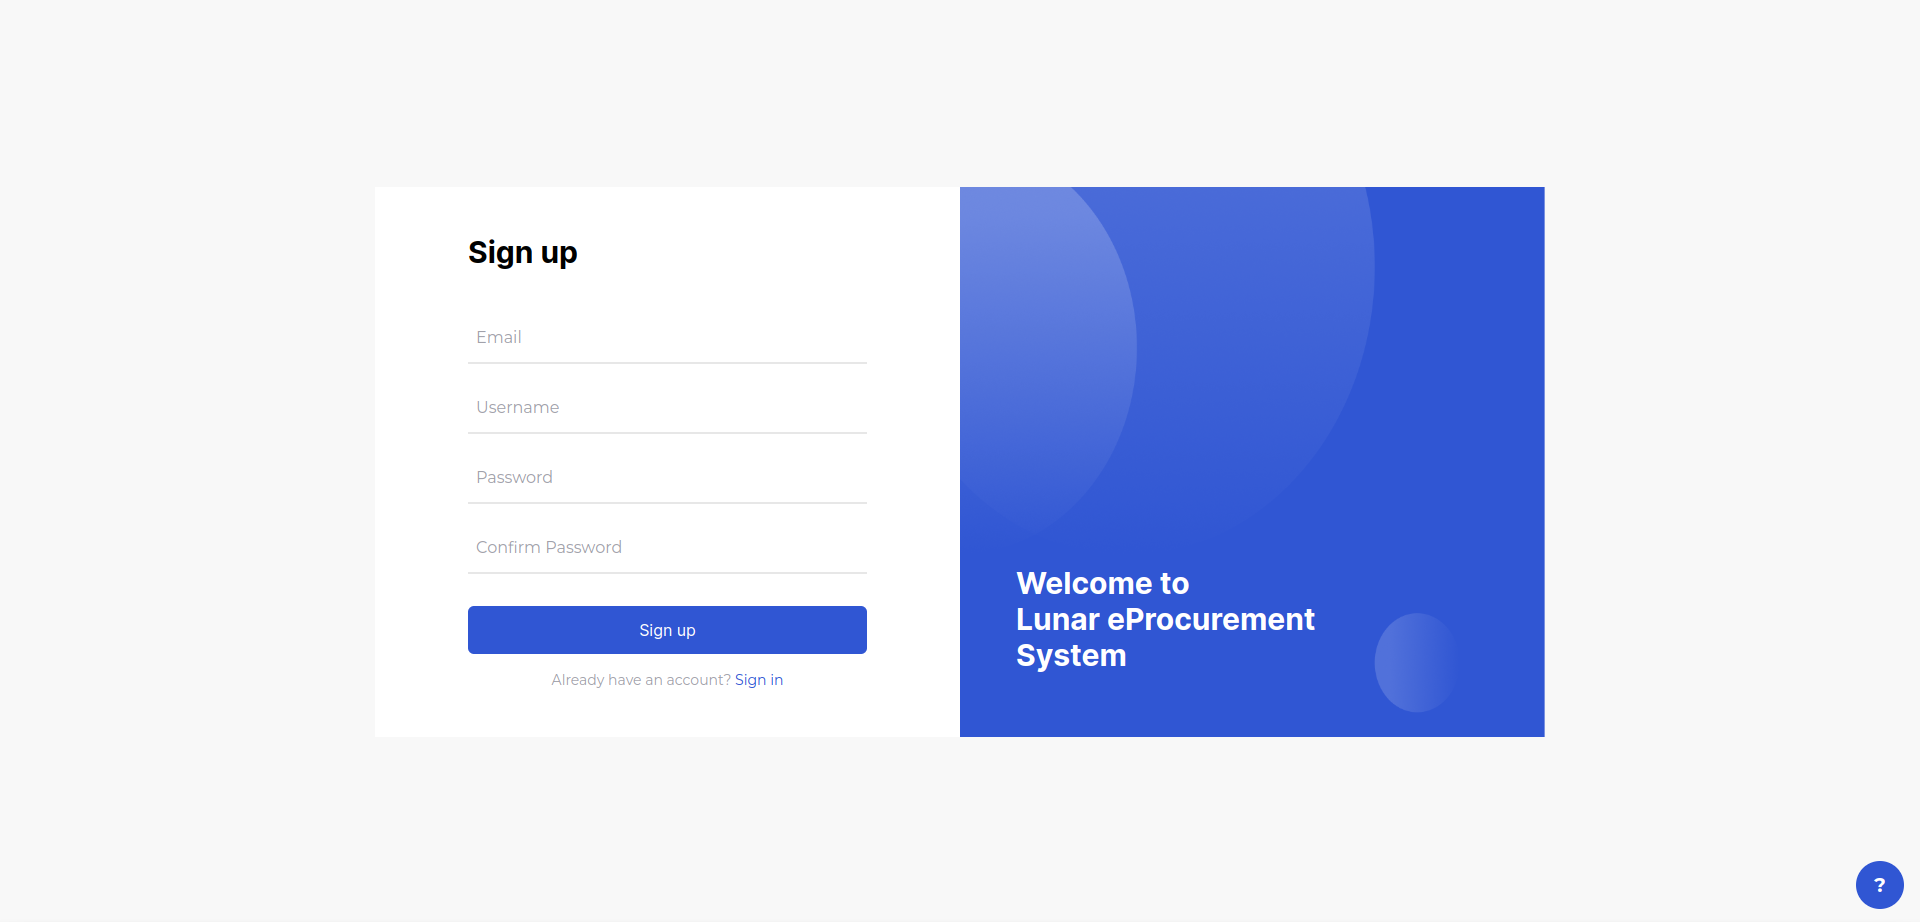 Sign up
Email
Username
Password
Confirm Password
Sign up
Already have an account? Sign in
Welcome to
Lunar eProcurement
System
?